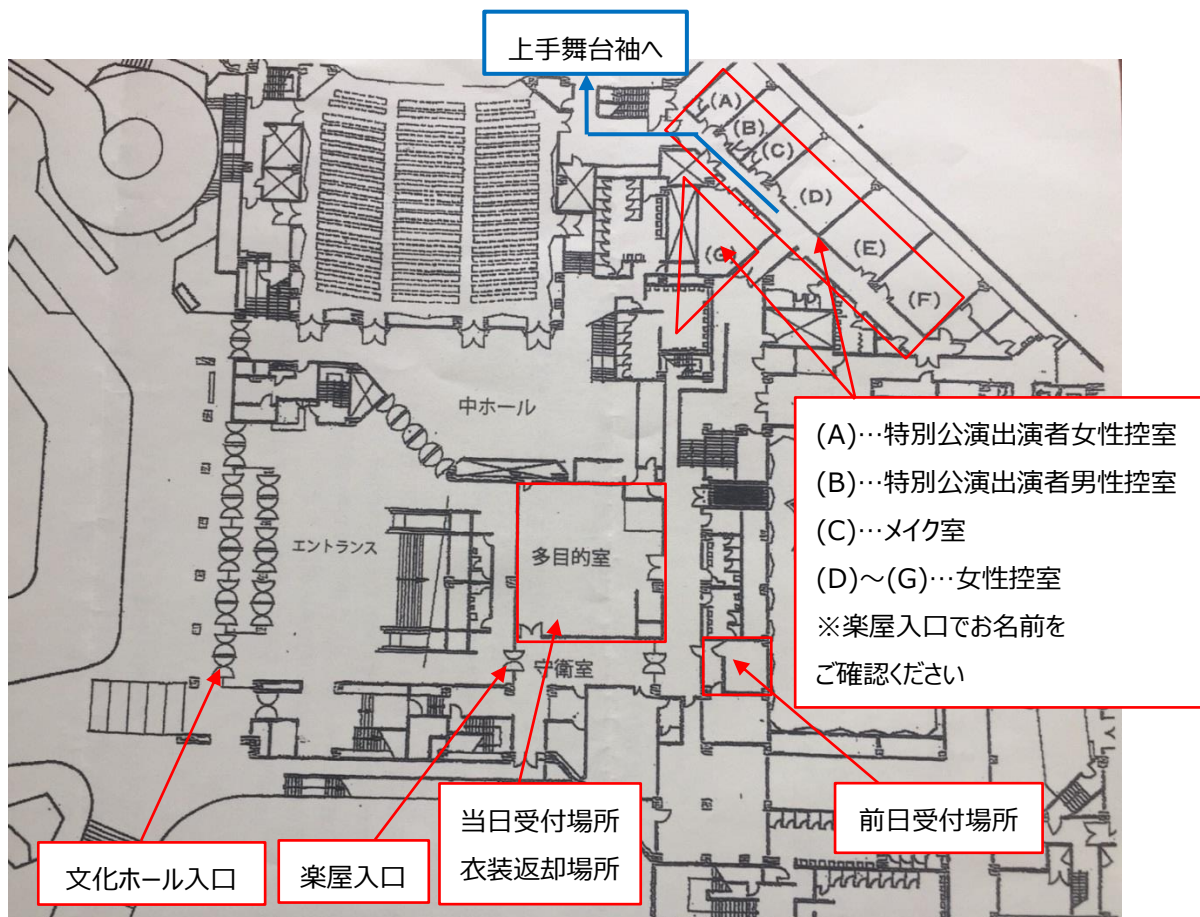 上手舞台袖へ
(A)
(B)
(C)
(D)
(E)
(F)
(G)
中ホール
(A)…特別公演出演者女性控室
(B)…特別公演出演者男性控室
(C)…メイク室
(D)～(G)…女性控室
※楽屋入口でお名前を
ご確認ください
エントランス
多目的室
守衛室
当日受付場所
衣装返却場所
前日受付場所
文化ホール入口
楽屋入口